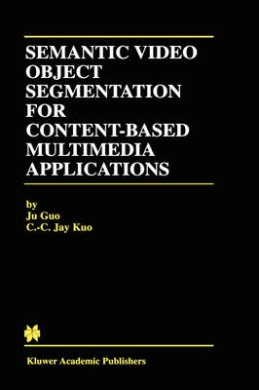 SEMANTIC VIDEO
OBJECT
SEGMENTATION
FOR
CONTENT-BASED
MULTIMEDIA
APPLICATIONS
by
Ju Guo
C.-C. Jay Kuo
Kluwer Academic Publishers